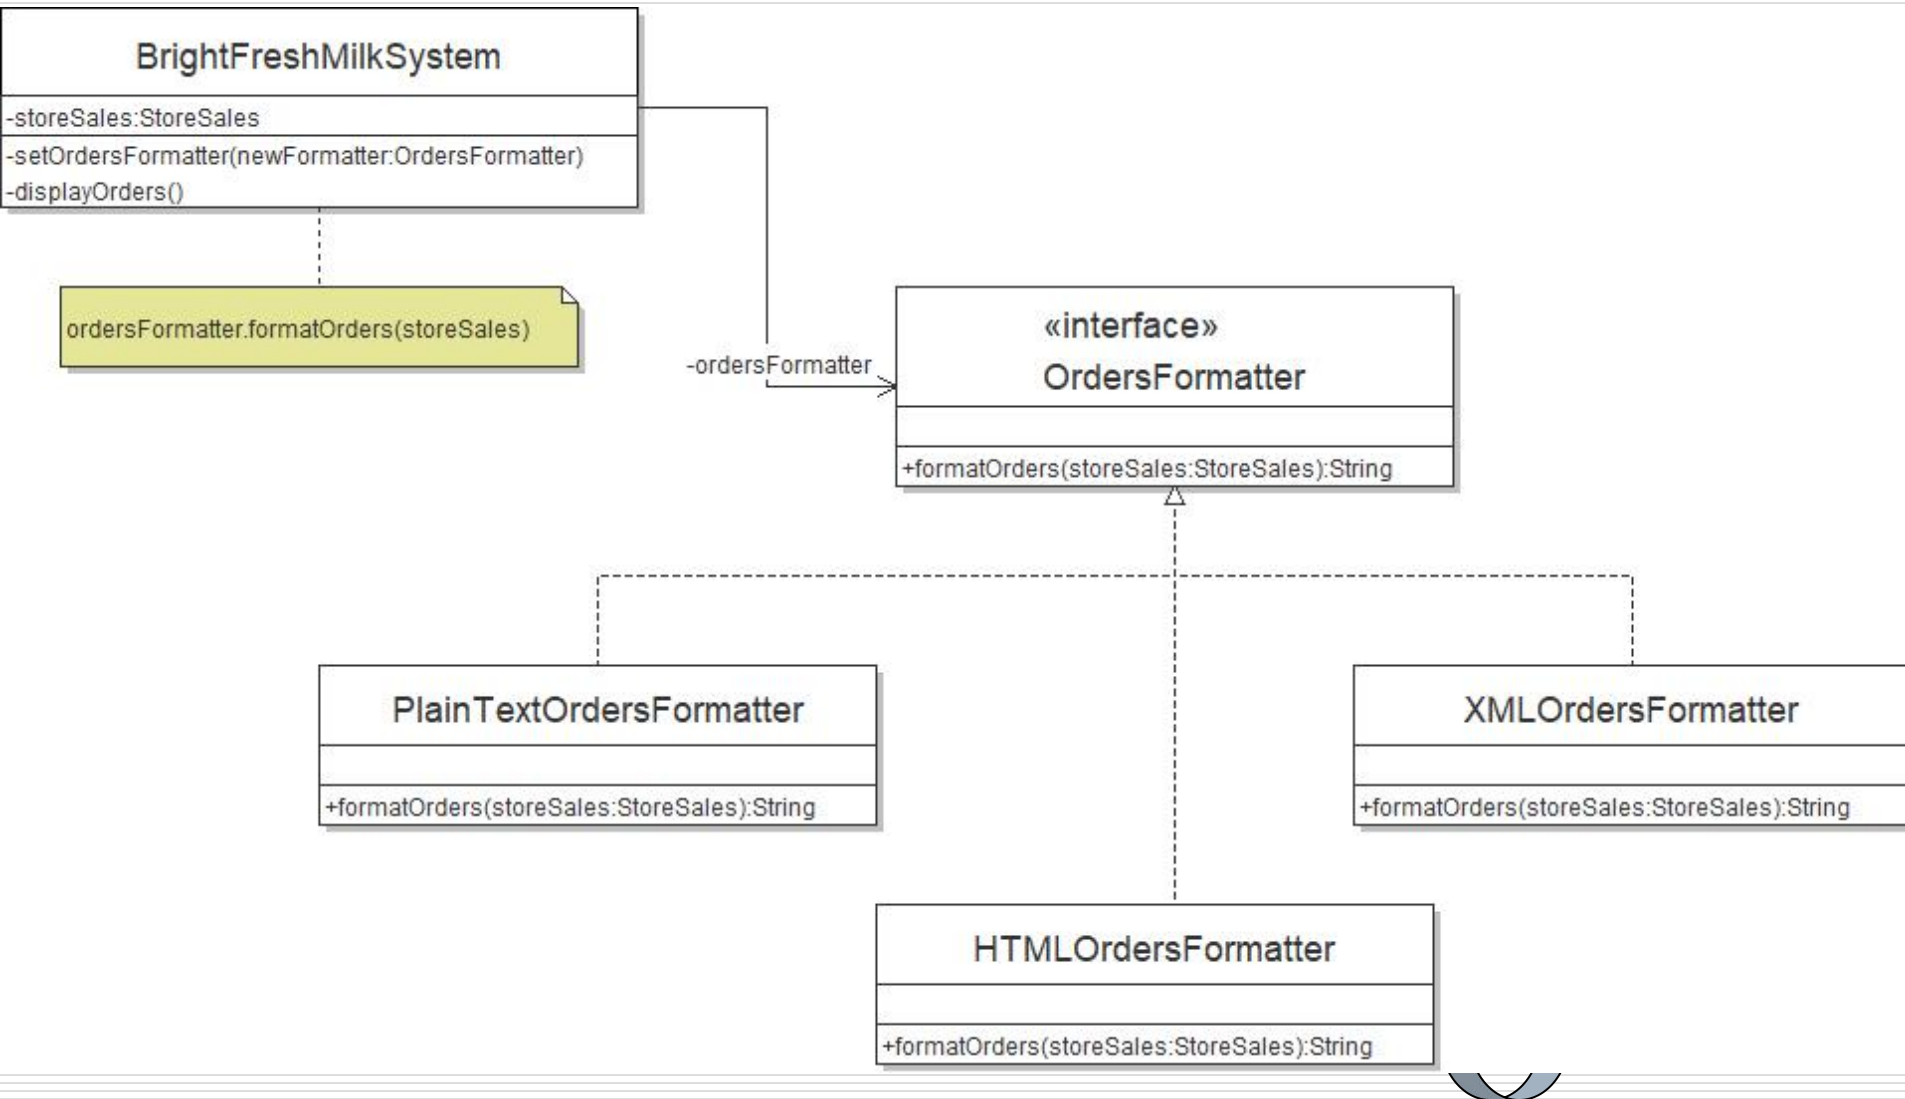 BrightFreshMilkSystem
-storeSales:StoreSales
-setOrdersFormatter(newFormatter:OrdersFormatter)
-displayOrders()
ordersFormatter.formatOrders(storeSales)
-ordersFormatter
«interface»
OrdersFormatter
+formatOrders(storeSales:StoreSales):String
PlainTextOrdersFormatter
+formatOrders(storeSales:StoreSales):String
XMLOrdersFormatter
+formatOrders(storeSales:StoreSales):String
HTMLOrdersFormatter
+formatOrders(storeSales:StoreSales):String